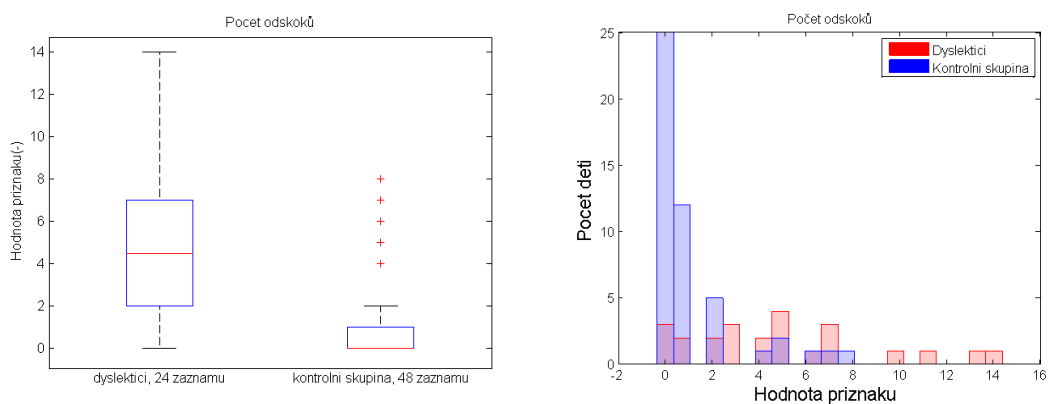 Pocet odskoků
Hodnota priznaku(-)
14
12
10
8
6
4
2
0
dyslektici, 24 zaznamu
kontrolni skupina, 48 zaznamu
Počet odskoků
Dyslektici
Kontrolni skupina
Pocet deti
25
20
15
10
5
0
-2
0
2
4
6
8
10
12
14
16
Hodnota priznaku